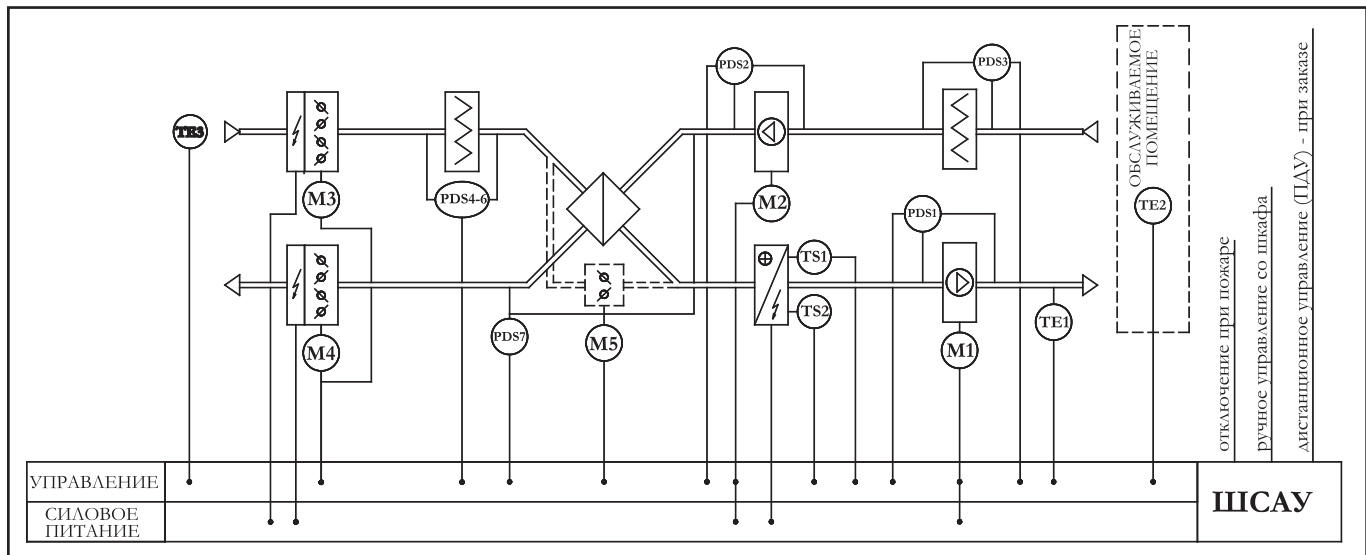 PDS2
PDS3
TE3
M3
PDS4-6
M2
PDS1
TS1
TS2
M4
PDS7
M5
M1
TE1
ОБСЛУЖИВАЕМОЕ
ПОМЕЩЕНИЕ
TE2
отключение при пожаре
ручное управление со шкафа
дистанционное управление (ПДУ) - при заказе
УПРАВЛЕНИЕ
СИЛОВОЕ
ПИТАНИЕ
ШСАУ